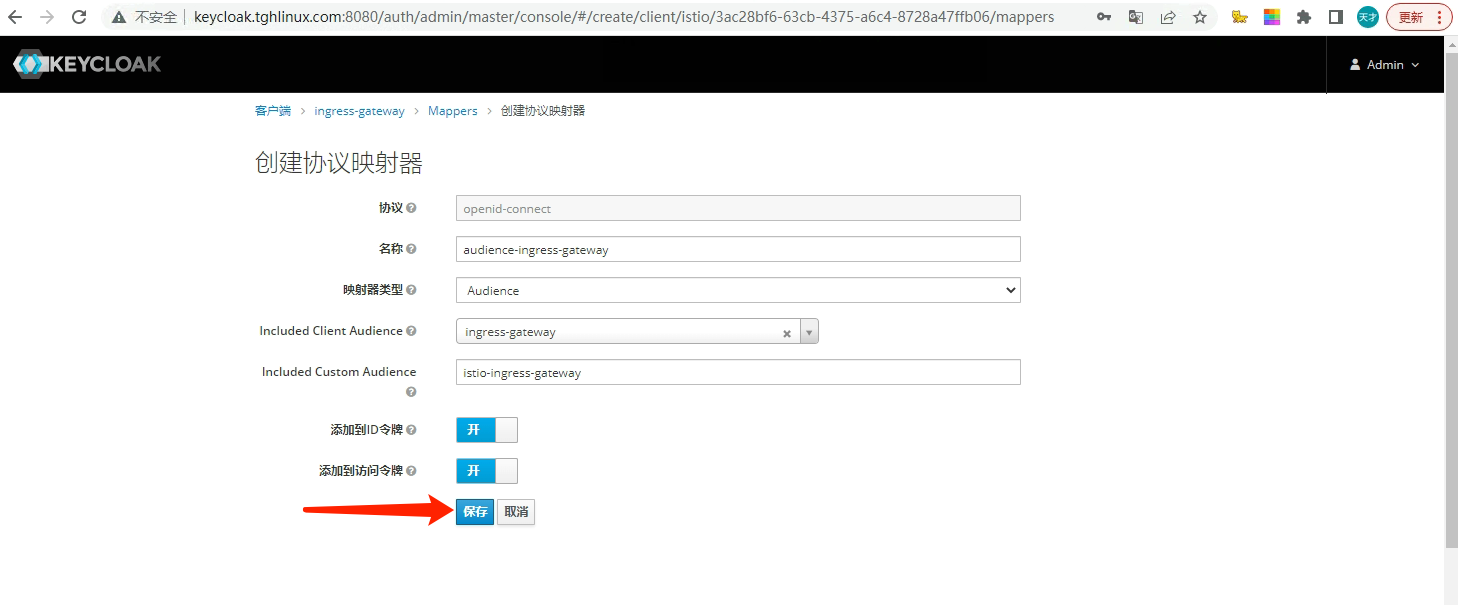 不安全 keycloak.tghlinux.com:8080/auth/admin/master/console/#/create/client/istio/3ac28bf6-63cb-4375-a6c4-8728a47ffb06/mappers 天才 更新
KEYCLOAK Admin
客户端 > ingress-gateway > Mappers > 创建协议映射器
创建协议映射器
协议 openid-connect
名称 audience-ingress-gateway
映射器类型 Audience
Included Client Audience ingress-gateway
Included Custom Audience istio-ingress-gateway
添加到ID令牌 开
添加到访问令牌 开
保存 取消